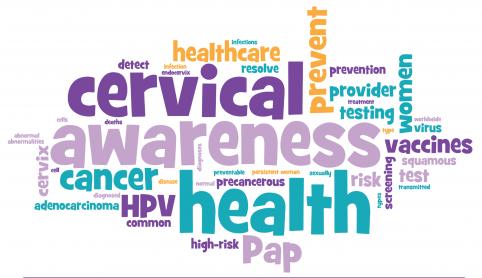 infections
healthcare
prevent
detect
infection
endocervix
resolve
prevention
women
cervical
provider
treatment
testing
cells
deaths
awareness
type
worldwide
virus
vaccines
abnormal
abnormalities
cervix
diagnoses
screening
squamous
cell
cancer
disease
preventable
persistent women
sexually
risk
test
diagnosed
normal
precancerous
transmitted
types
adenocarcinoma
HPV
health
common
high-risk
Pap